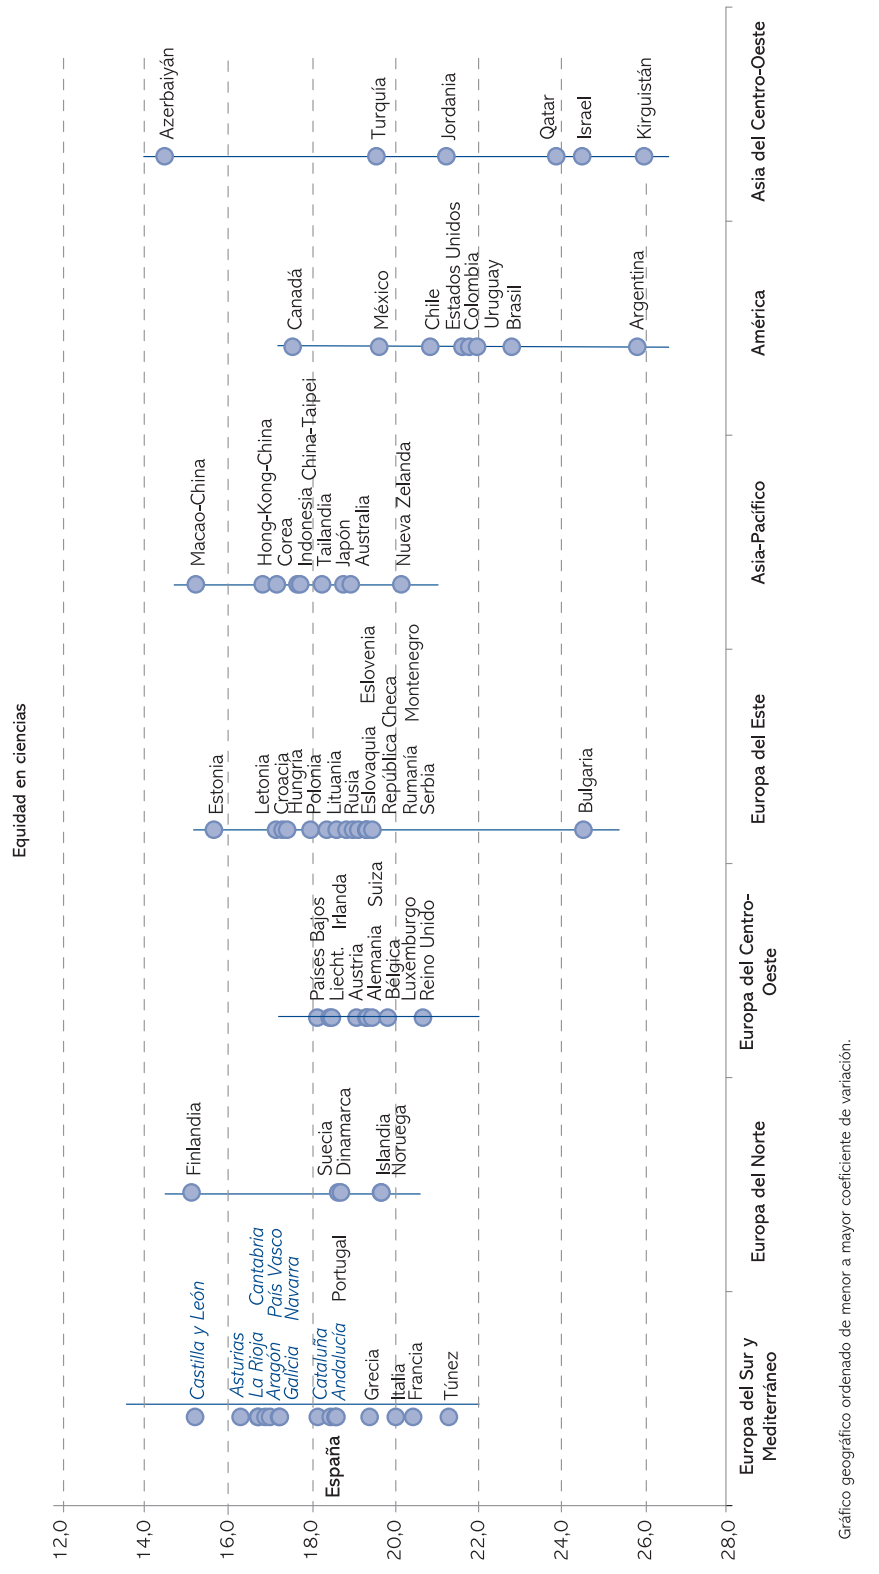 Equidad en ciencias
12,0
14,0
16,0
18,0
20,0
22,0
24,0
26,0
28,0
Castilla y León
Asturias
La Rioja Cantabria
Aragón País Vasco
Galicia Navarra
Cataluña
Andalucía Portugal
España
Grecia
Italia
Francia
Túnez
Finlandia
Suecia
Dinamarca
Islandia
Noruega
Países Bajos
Liecht. Irlanda
Austria
Alemania Suiza
Bélgica
Luxemburgo
Reino Unido
Estonia
Letonia
Croacia
Hungría
Polonia
Lituania
Rusia
Eslovaquia Eslovenia
República Checa
Rumanía Montenegro
Serbia
Bulgaria
Macao-China
Hong-Kong-China
Corea
Indonesia China-Taipei
Tailandia
Japón
Australia
Nueva Zelanda
Canadá
México
Chile
Estados Unidos
Colombia
Uruguay
Brasil
Argentina
Azerbaiyán
Turquía
Jordania
Qatar
Israel
Kirguistán
Europa del Sur y
Mediterráneo
Europa del Norte
Europa del Centro-
Oeste
Europa del Este
Asia-Pacífico
América
Asia del Centro-Oeste
Gráfico geográfico ordenado de menor a mayor coeficiente de variación.